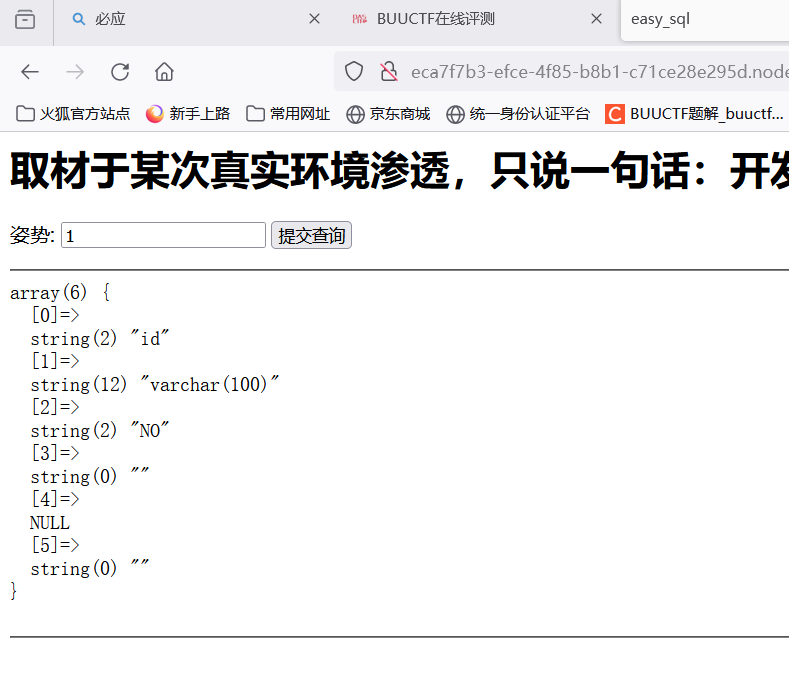 必应
BUUCTF在线评测
easy_sql
eca7f7b3-efce-4f85-b8b1-c71ce28e295d.node
火狐官方站点 新手上路 常用网址 京东商城 统一身份认证平台 BUUCTF题解_buuctf...
取材于某次真实环境渗透，只说一句话：开发
姿势: 1 提交查询
array(6) {
  [0]=>
  string(2) "id"
  [1]=>
  string(12) "varchar(100)"
  [2]=>
  string(2) "NO"
  [3]=>
  string(0) ""
  [4]=>
  NULL
  [5]=>
  string(0) ""
}